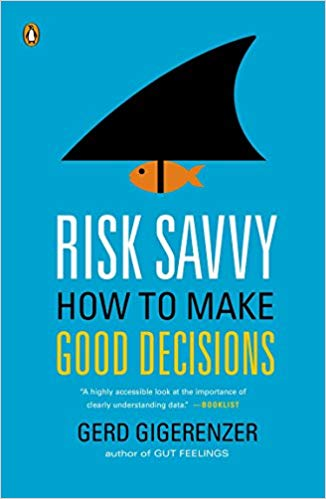 RISK SAVVY
HOW TO MAKE
GOOD DECISIONS
"A highly accessible look at the importance of
clearly understanding data."—BOOKLIST
GERD GIGERENZER
author of GUT FEELINGS